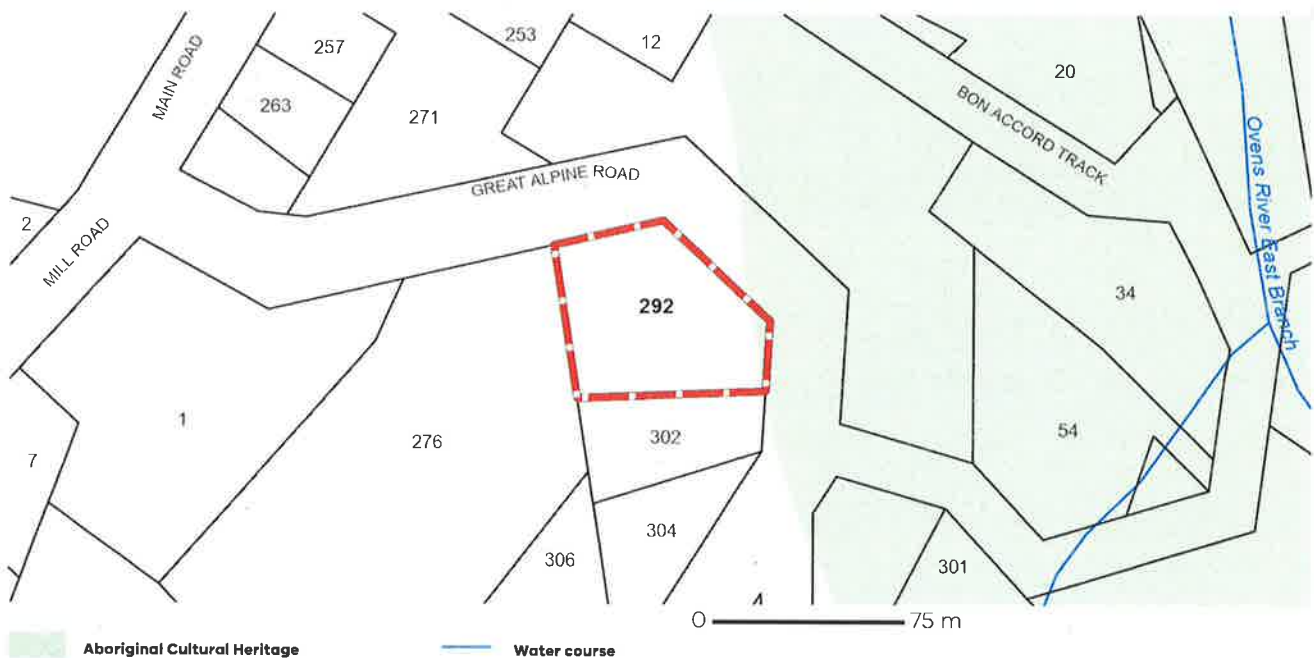 257
253
12
20
MAIN ROAD
263
271
BON ACCORD TRACK
Ovens River East Branch
GREAT ALPINE ROAD
2
MILL ROAD
292
34
1
276
302
54
7
304
306
301
0 75 m
Aboriginal Cultural Heritage
Water course